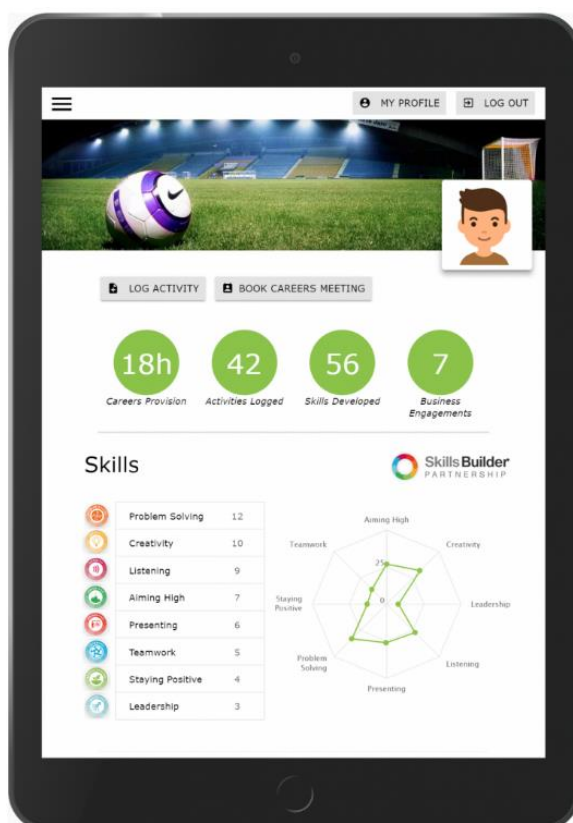 MY PROFILE
LOG OUT
LOG ACTIVITY
BOOK CAREERS MEETING
18h
42
56
7
Careers Provision
Activities Logged
Skills Developed
Business
Engagements
Skills
Skills Builder
PARTNERSHIP
Problem Solving 12
Creativity 10
Listening 9
Aiming High 7
Presenting 6
Teamwork 5
Staying Positive 4
Leadership 3
Aiming High
Teamwork
Creativity
25
Staying
Positive
0
Leadership
Problem
Solving
Listening
Presenting